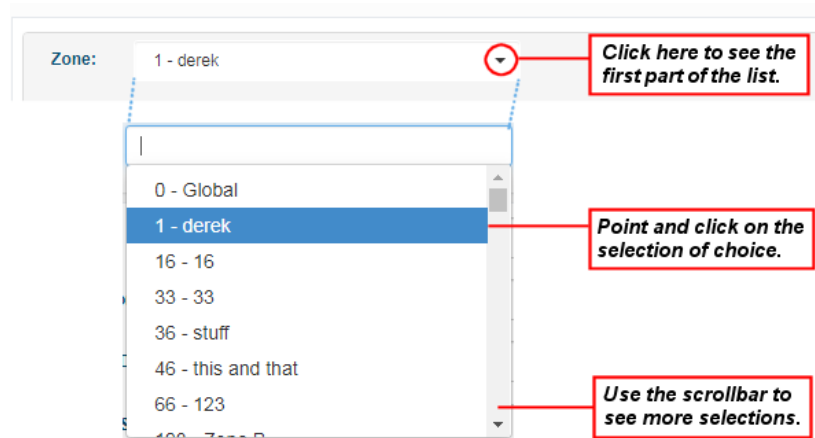 Zone:
1 - derek
Click here to see the
first part of the list.
0 - Global
1 - derek
Point and click on the
selection of choice.
16 - 16
33 - 33
36 - stuff
46 - this and that
66 - 123
Use the scrollbar to
see more selections.